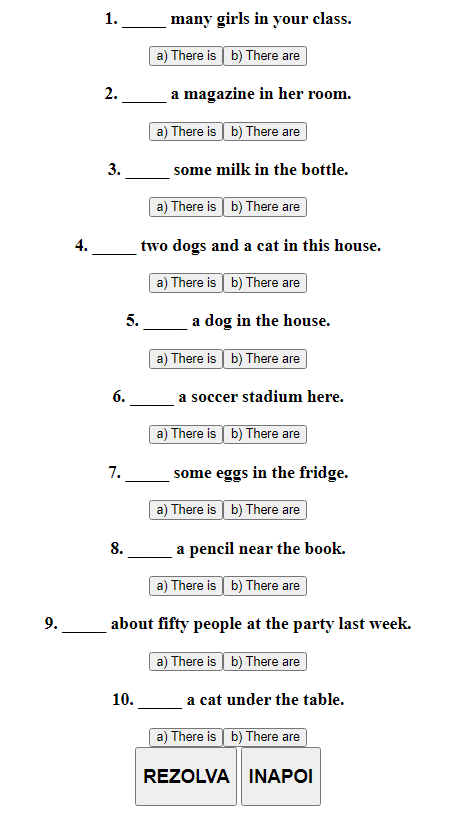 1. _____ many girls in your class.
a) There is b) There are
2. _____ a magazine in her room.
a) There is b) There are
3. _____ some milk in the bottle.
a) There is b) There are
4. _____ two dogs and a cat in this house.
a) There is b) There are
5. _____ a dog in the house.
a) There is b) There are
6. _____ a soccer stadium here.
a) There is b) There are
7. _____ some eggs in the fridge.
a) There is b) There are
8. _____ a pencil near the book.
a) There is b) There are
9. _____ about fifty people at the party last week.
a) There is b) There are
10. _____ a cat under the table.
a) There is b) There are
REZOLVA INAPOI